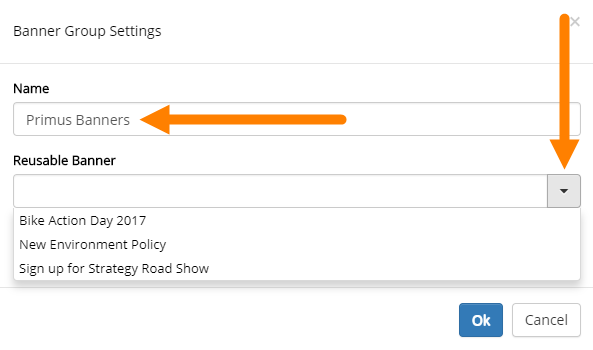 Banner Group Settings
×
Name
Primus Banners
Reusable Banner
Bike Action Day 2017
New Environment Policy
Sign up for Strategy Road Show
Ok
Cancel